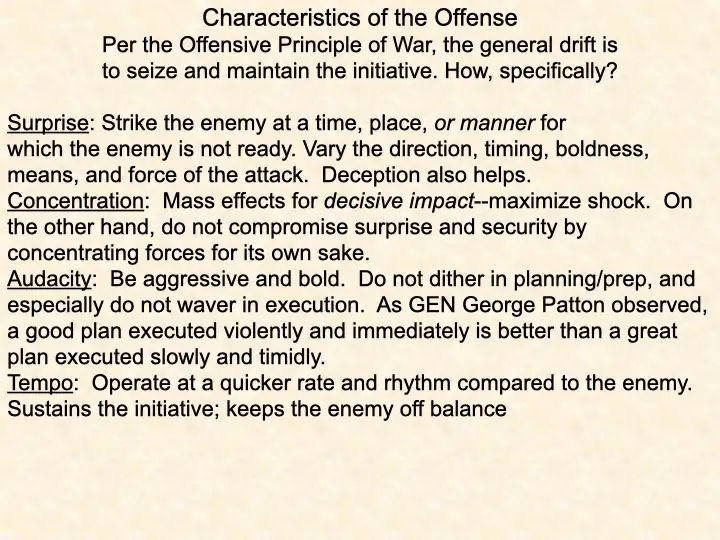 Characteristics of the Offense
Per the Offensive Principle of War, the general drift is
to seize and maintain the initiative. How, specifically?
Surprise: Strike the enemy at a time, place, or manner for
which the enemy is not ready. Vary the direction, timing, boldness,
means, and force of the attack.  Deception also helps.
Concentration:  Mass effects for decisive impact--maximize shock.  On
the other hand, do not compromise surprise and security by
concentrating forces for its own sake.
Audacity:  Be aggressive and bold.  Do not dither in planning/prep, and
especially do not waver in execution.  As GEN George Patton observed,
a good plan executed violently and immediately is better than a great
plan executed slowly and timidly.
Tempo:  Operate at a quicker rate and rhythm compared to the enemy.
Sustains the initiative; keeps the enemy off balance